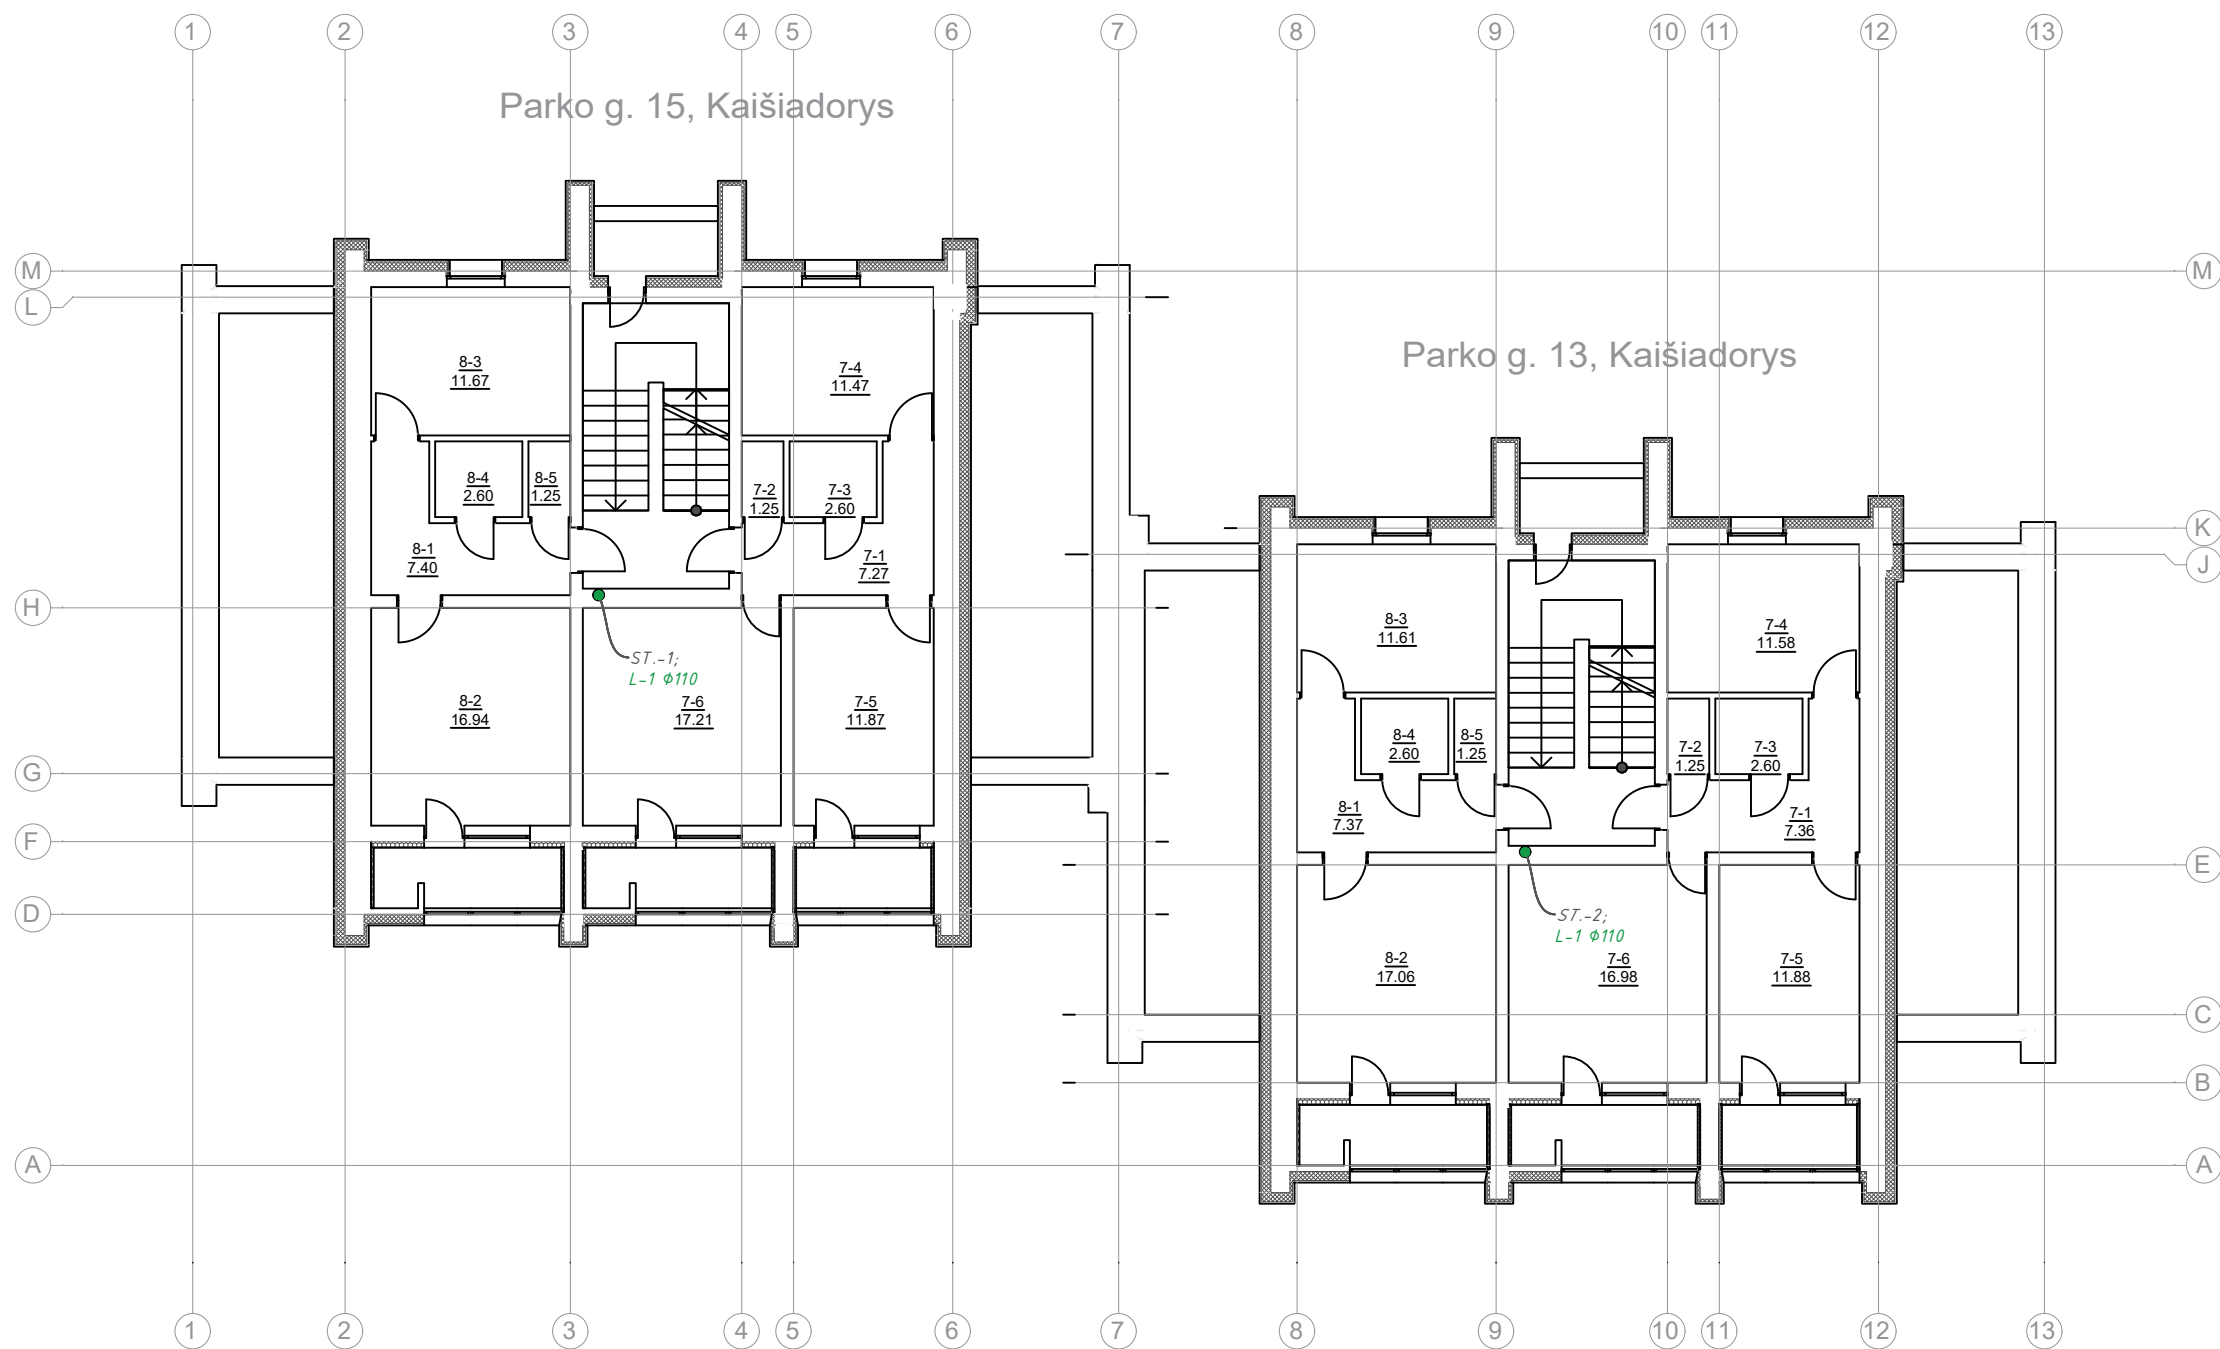 1 2 3 4 5 6 7 8 9 10 11 12 13
Parko g. 15, Kaišiadorys
M M
L
Parko g. 13, Kaišiadorys
8-3
11.67
7-4
11.47
8-4
2.60
8-5
1.25
7-2
1.25
7-3
2.60
8-1
7.40
7-1
7.27
K
J
H
ST.-1;
L-1 Φ110
8-2
16.94
7-6
17.21
7-5
11.87
8-3
11.61
7-4
11.58
8-4
2.60
8-5
1.25
7-2
1.25
7-3
2.60
G
8-1
7.37
7-1
7.36
F
E
D
ST.-2;
L-1 Φ110
8-2
17.06
7-6
16.98
7-5
11.88
C
B
A A
1 2 3 4 5 6 7 8 9 10 11 12 13